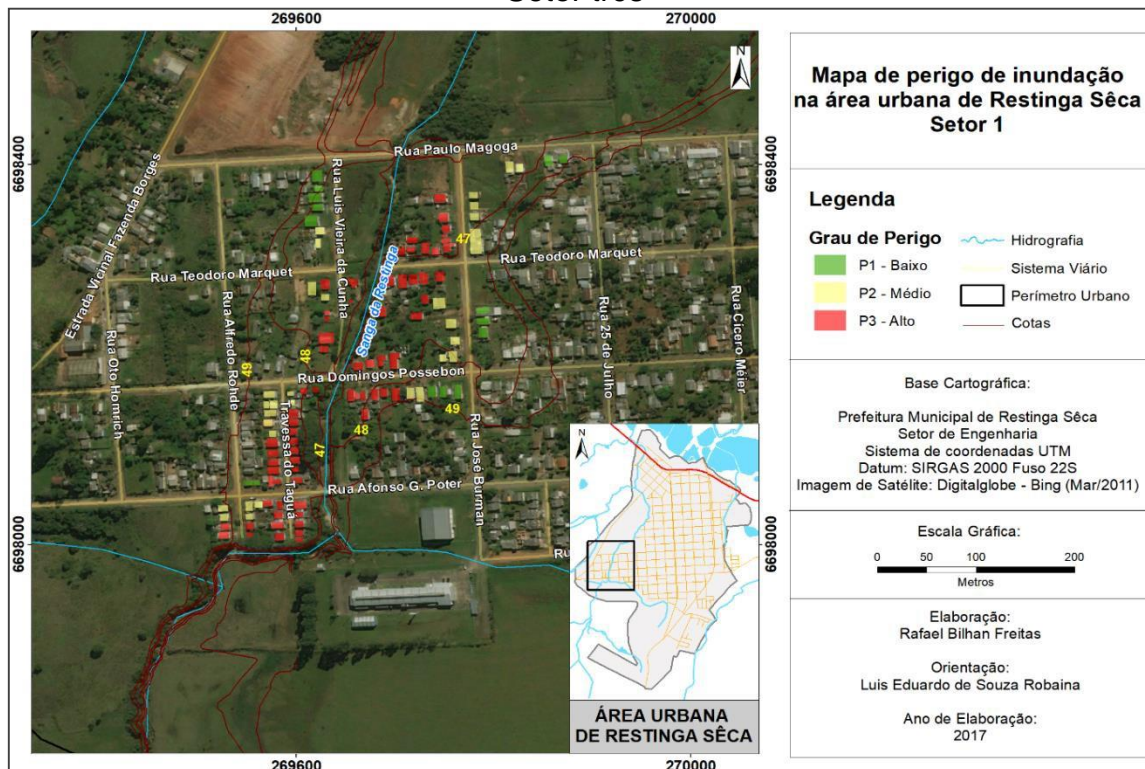 269600
270000
N
6698400
6698400
Rua Paulo Magoga
Estrada Vicinal Fazenda Borges
Rua Luis Vieira da Cunha
Sanga da Restinga
47
Rua Teodoro Marquet
Rua Teodoro Marquet
Rua Oto Homrich
Rua Alfredo Rohde
49
48
Rua 25 de Julho
Rua Cícero Méier
Rua Domingos Possebon
Travessa do Taguá
47
48
49
Rua José Burman
Rua Afonso G. Poter
6698000
6698000
N
ÁREA URBANA
DE RESTINGA SÊCA
269600
270000
Mapa de perigo de inundação
na área urbana de Restinga Sêca
Setor 1
Legenda
Grau de Perigo
P1 - Baixo
P2 - Médio
P3 - Alto
Hidrografia
Sistema Viário
Perímetro Urbano
Cotas
Base Cartográfica:
Prefeitura Municipal de Restinga Sêca
Setor de Engenharia
Sistema de coordenadas UTM
Datum: SIRGAS 2000 Fuso 22S
Imagem de Satélite: Digitalglobe - Bing (Mar/2011)
Escala Gráfica:
0 50 100 200
Metros
Elaboração:
Rafael Bilhan Freitas
Orientação:
Luis Eduardo de Souza Robaina
Ano de Elaboração:
2017